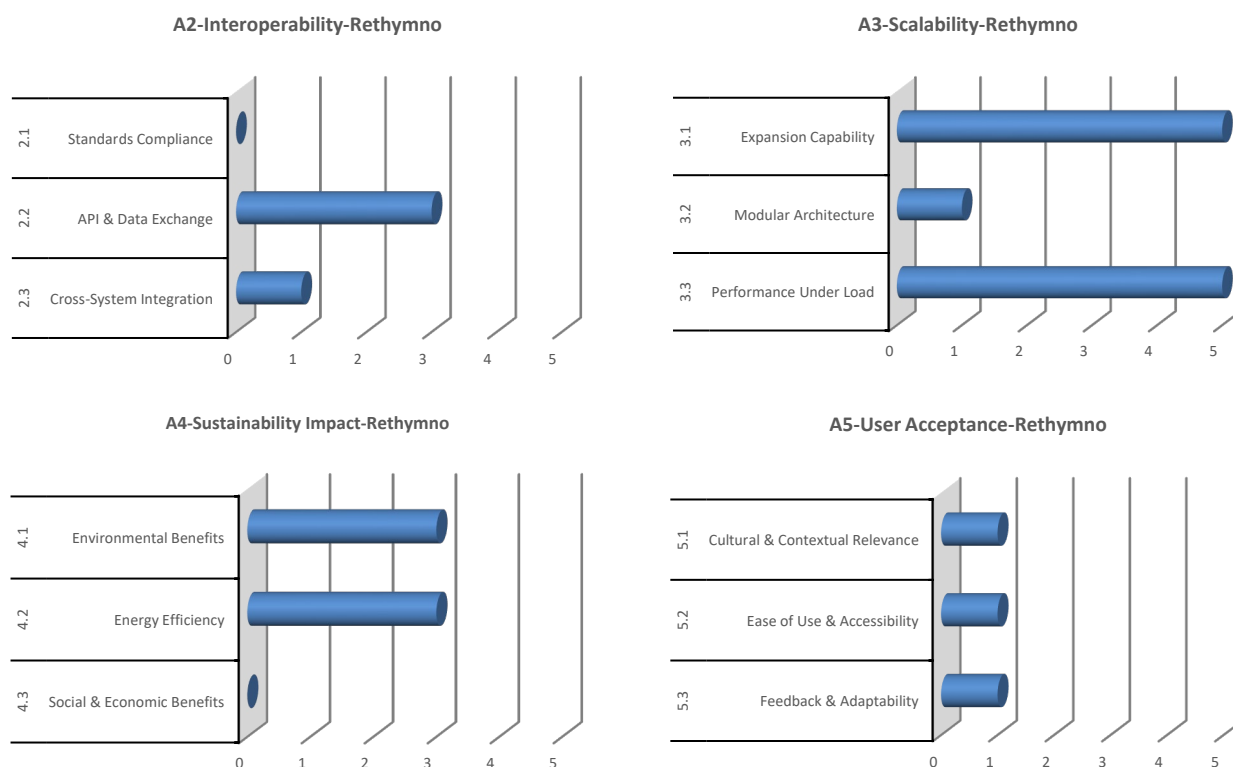 A2-Interoperability-Rethymno
2.1 Standards Compliance
2.2 API & Data Exchange
2.3 Cross-System Integration
0 1 2 3 4 5
A3-Scalability-Rethymno
3.1 Expansion Capability
3.2 Modular Architecture
3.3 Performance Under Load
0 1 2 3 4 5
A4-Sustainability Impact-Rethymno
4.1 Environmental Benefits
4.2 Energy Efficiency
4.3 Social & Economic Benefits
0 1 2 3 4 5
A5-User Acceptance-Rethymno
5.1 Cultural & Contextual Relevance
5.2 Ease of Use & Accessibility
5.3 Feedback & Adaptability
0 1 2 3 4 5